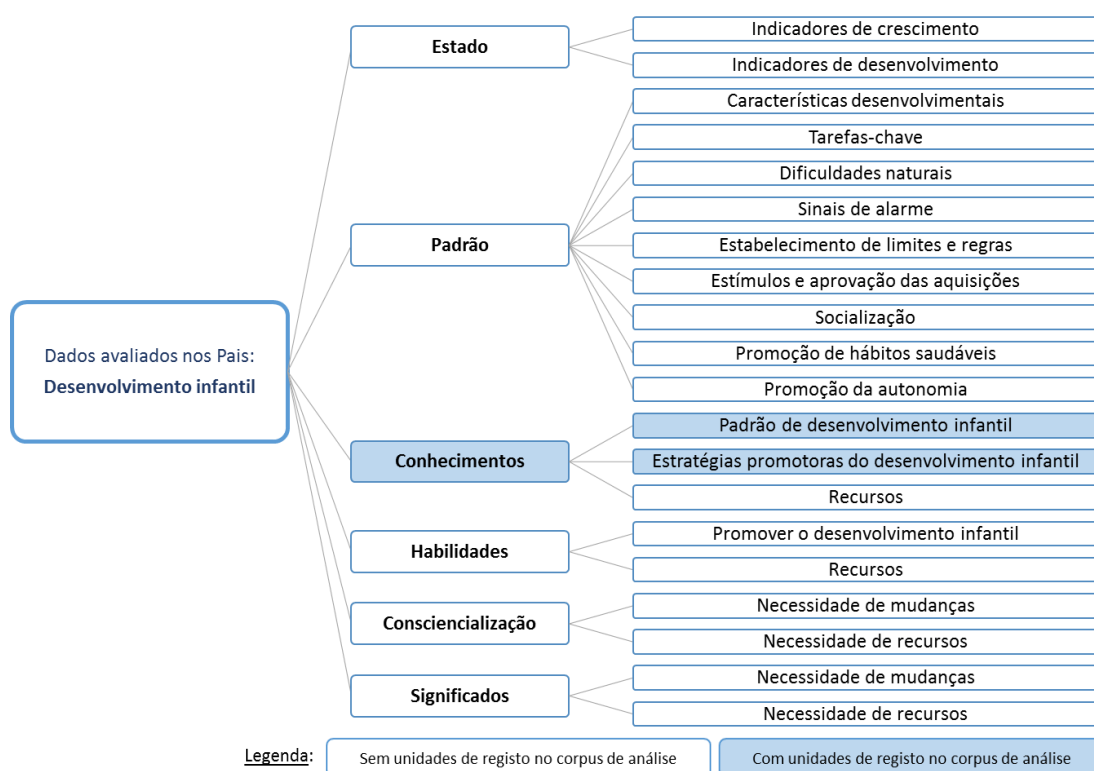 Dados avaliados nos Pais:
Desenvolvimento infantil
Estado
Indicadores de crescimento
Indicadores de desenvolvimento
Padrão
Características desenvolvimentais
Tarefas-chave
Dificuldades naturais
Sinais de alarme
Estabelecimento de limites e regras
Estímulos e aprovação das aquisições
Socialização
Promoção de hábitos saudáveis
Promoção da autonomia
Conhecimentos
Padrão de desenvolvimento infantil
Estratégias promotoras do desenvolvimento infantil
Recursos
Habilidades
Promover o desenvolvimento infantil
Recursos
Consciencialização
Necessidade de mudanças
Necessidade de recursos
Significados
Necessidade de mudanças
Necessidade de recursos
Legenda:
Sem unidades de registo no corpus de análise
Com unidades de registo no corpus de análise